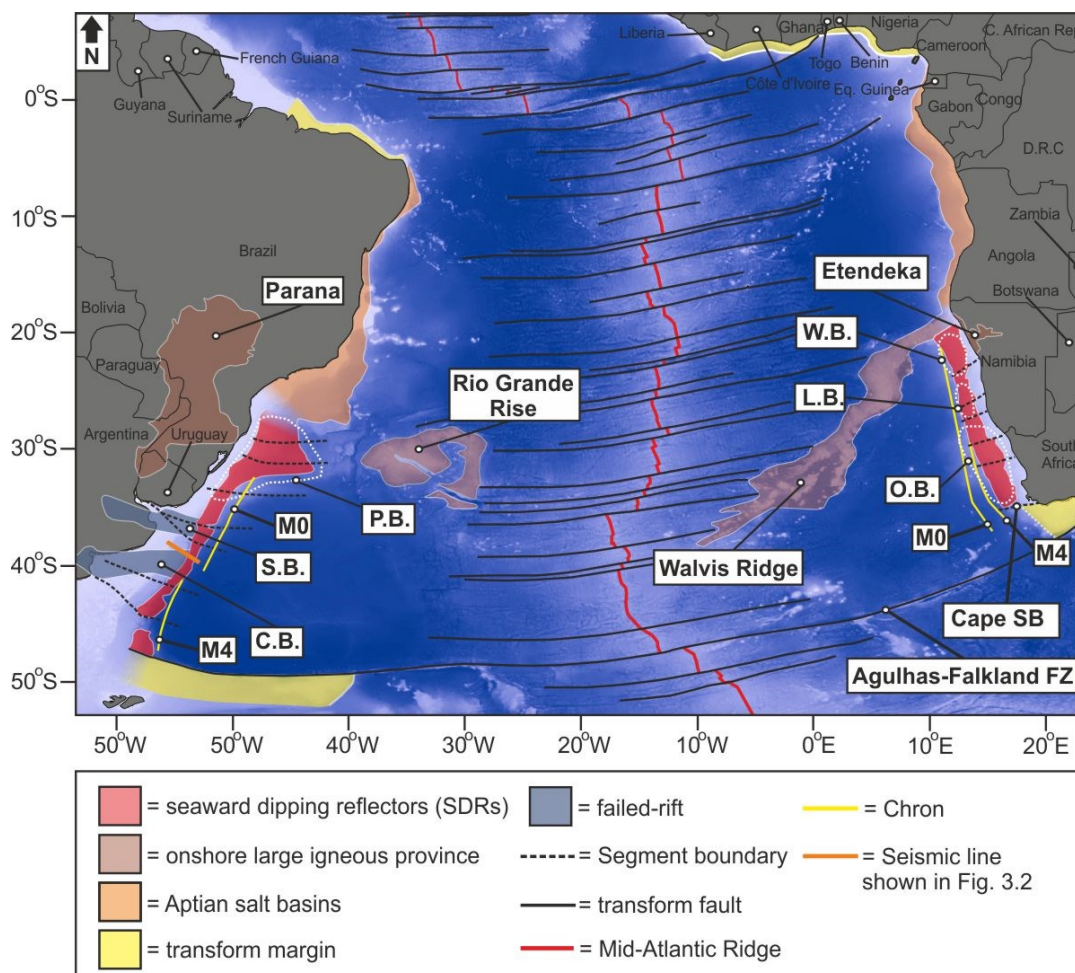 N
Liberia
Ghana
Nigeria
French Guiana
Togo
Benin
Cameroon
C. African Rep
Côte d'Ivoire
Eq. Guinea
Guyana
Suriname
Gabon
Congo
D.R.C
Zambia
Brazil
Angola
Bolivia
Parana
Etendeka
Botswana
Paraguay
W.B.
Namibia
Rio Grande
Rise
L.B.
Argentina
Uruguay
South
Africa
O.B.
P.B.
M0
M0
M4
S.B.
Walvis Ridge
C.B.
Cape SB
M4
Agulhas-Falkland FZ
0°S
10°S
20°S
30°S
40°S
50°S
50°W
50°W
40°W
30°W
20°W
10°W
0°E
10°E
20°E
= seaward dipping reflectors (SDRs)
= onshore large igneous province
= Aptian salt basins
= transform margin
= failed-rift
= Segment boundary
= transform fault
= Mid-Atlantic Ridge
= Chron
= Seismic line
shown in Fig. 3.2